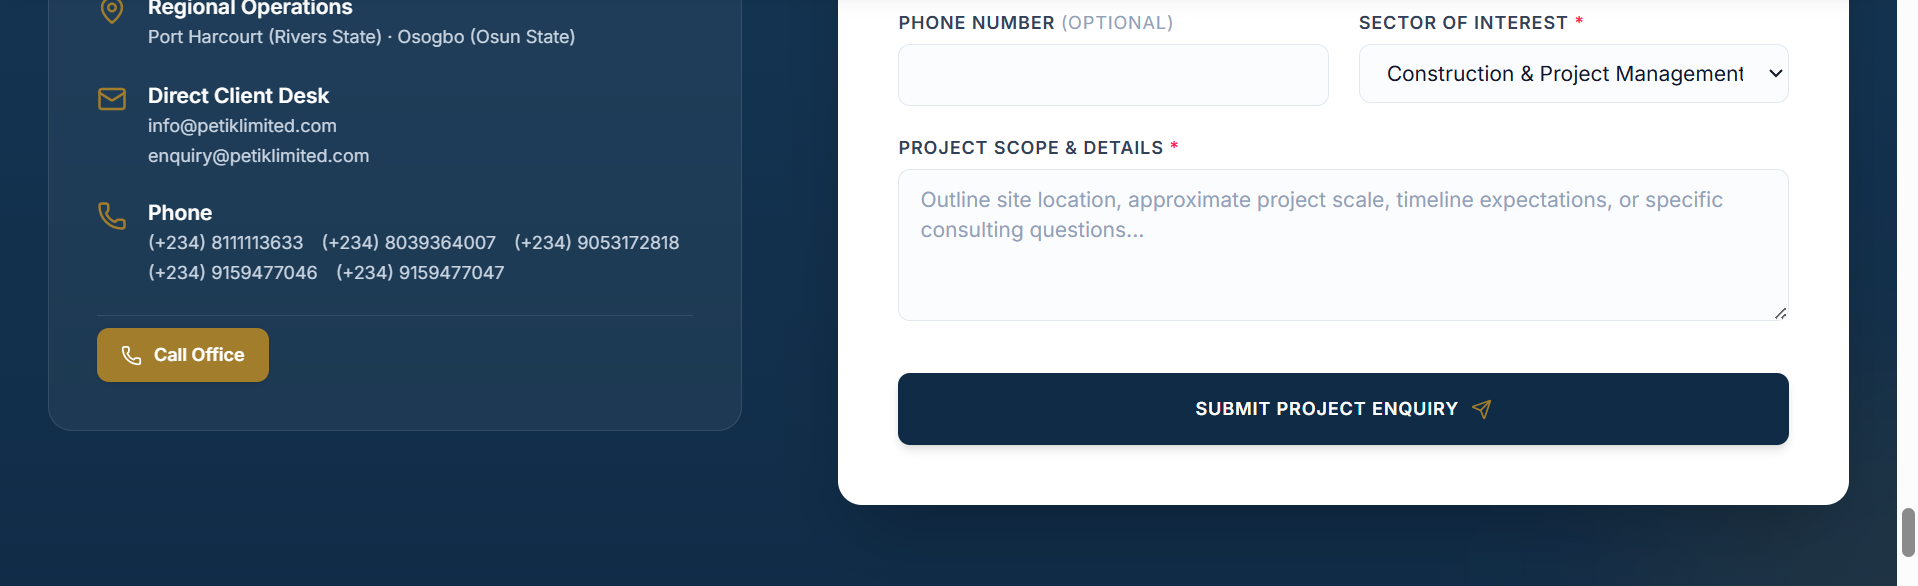 Regional Operations
Port Harcourt (Rivers State) · Osogbo (Osun State)
Direct Client Desk
info@petiklimited.com
enquiry@petiklimited.com
Phone
(+234) 8111113633 (+234) 8039364007 (+234) 9053172818
(+234) 9159477046 (+234) 9159477047
Call Office
PHONE NUMBER (OPTIONAL)
SECTOR OF INTEREST *
Construction & Project Management
PROJECT SCOPE & DETAILS *
Outline site location, approximate project scale, timeline expectations, or specific
consulting questions...
SUBMIT PROJECT ENQUIRY